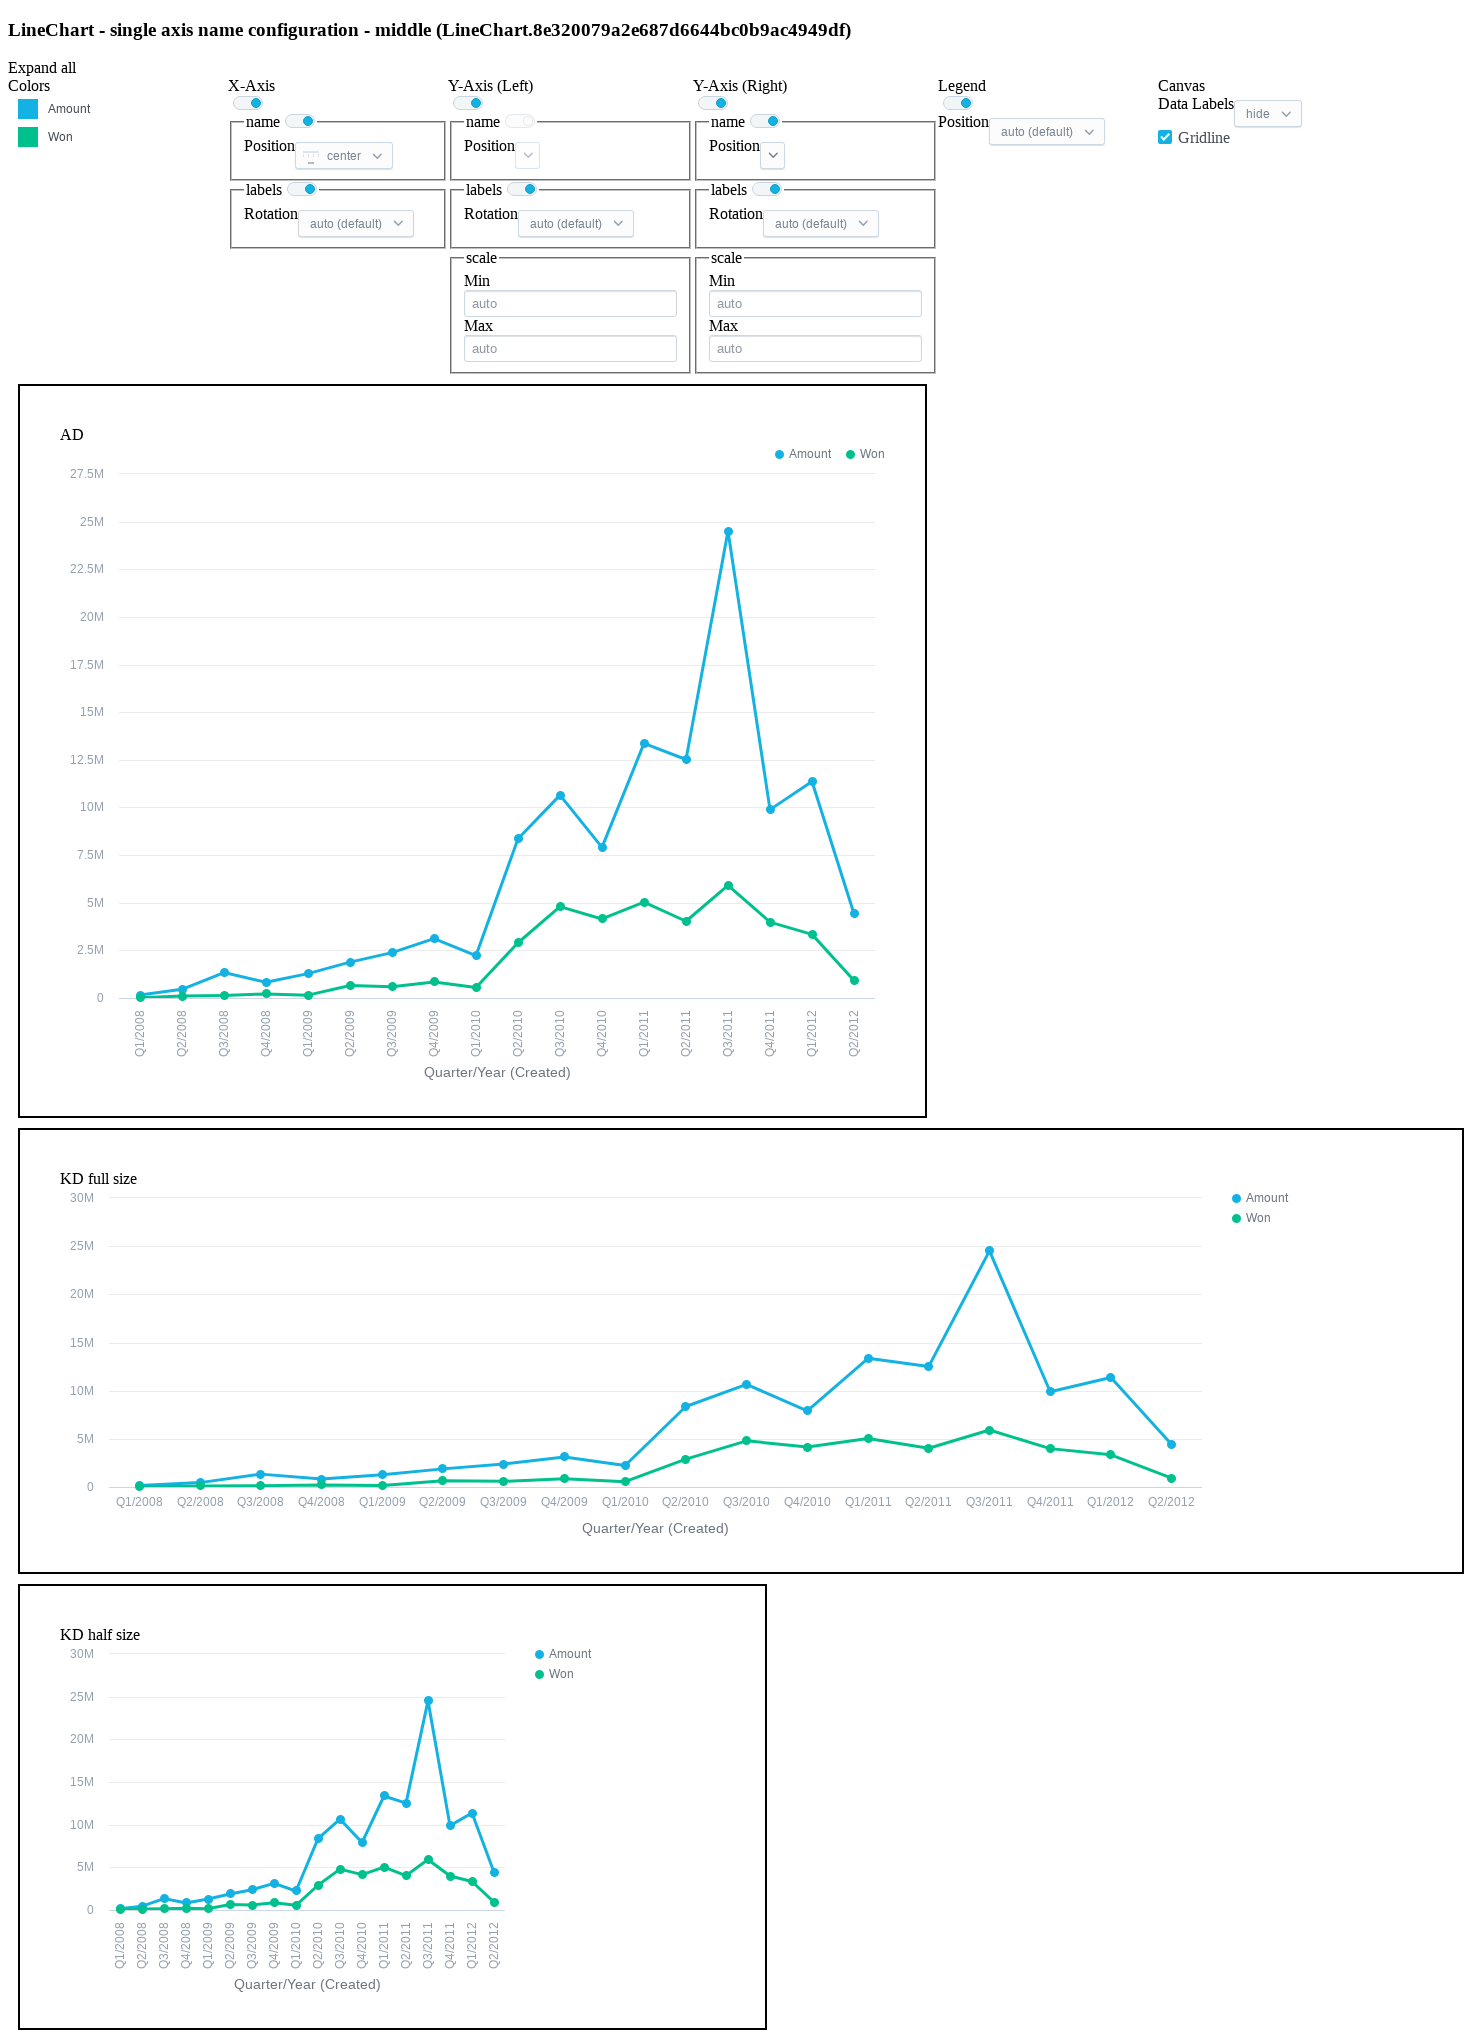 LineChart - single axis name configuration - middle (LineChart.8e320079a2e687d6644bc0b9ac4949df)
Expand all
Colors
Amount
Won
X-Axis
name
Position center
labels
Rotation auto (default)
Y-Axis (Left)
name
Position
labels
Rotation auto (default)
scale
Min
auto
Max
auto
Y-Axis (Right)
name
Position
labels
Rotation auto (default)
scale
Min
auto
Max
auto
Legend
Position auto (default)
Canvas
Data Labels hide
Gridline
AD
Amount Won
27.5M
25M
22.5M
20M
17.5M
15M
12.5M
10M
7.5M
5M
2.5M
0
Q1/2008 Q2/2008 Q3/2008 Q4/2008 Q1/2009 Q2/2009 Q3/2009 Q4/2009 Q1/2010 Q2/2010 Q3/2010 Q4/2010 Q1/2011 Q2/2011 Q3/2011 Q4/2011 Q1/2012 Q2/2012
Quarter/Year (Created)
KD full size
Amount
Won
30M
25M
20M
15M
10M
5M
0
Q1/2008 Q2/2008 Q3/2008 Q4/2008 Q1/2009 Q2/2009 Q3/2009 Q4/2009 Q1/2010 Q2/2010 Q3/2010 Q4/2010 Q1/2011 Q2/2011 Q3/2011 Q4/2011 Q1/2012 Q2/2012
Quarter/Year (Created)
KD half size
Amount
Won
30M
25M
20M
15M
10M
5M
0
Q1/2008 Q2/2008 Q3/2008 Q4/2008 Q1/2009 Q2/2009 Q3/2009 Q4/2009 Q1/2010 Q2/2010 Q3/2010 Q4/2010 Q1/2011 Q2/2011 Q3/2011 Q4/2011 Q1/2012 Q2/2012
Quarter/Year (Created)